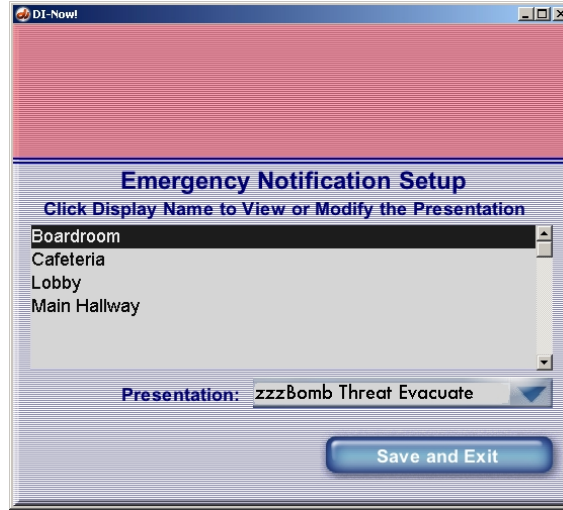 DI-Now!
Emergency Notification Setup
Click Display Name to View or Modify the Presentation
Boardroom
Cafeteria
Lobby
Main Hallway
Presentation: zzzBomb Threat Evacuate
Save and Exit